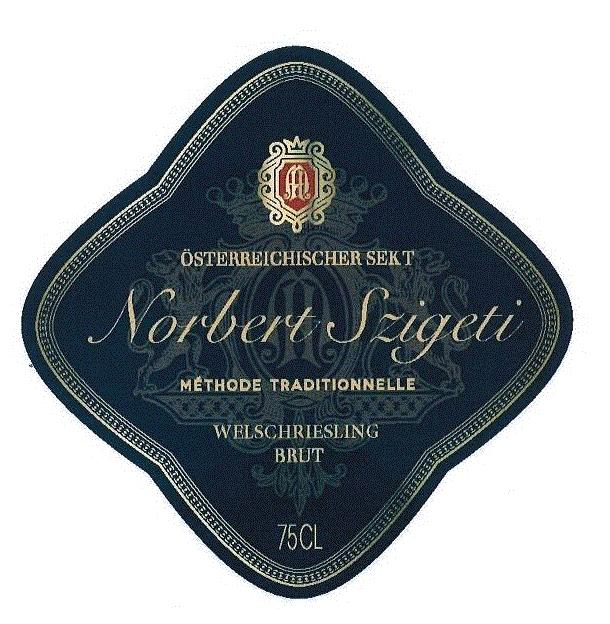 ÖSTERREICHISCHER SEKT
Norbert Szigeti
MÉTHODE TRADITIONNELLE
WELSCHRIESLING
BRUT
75CL